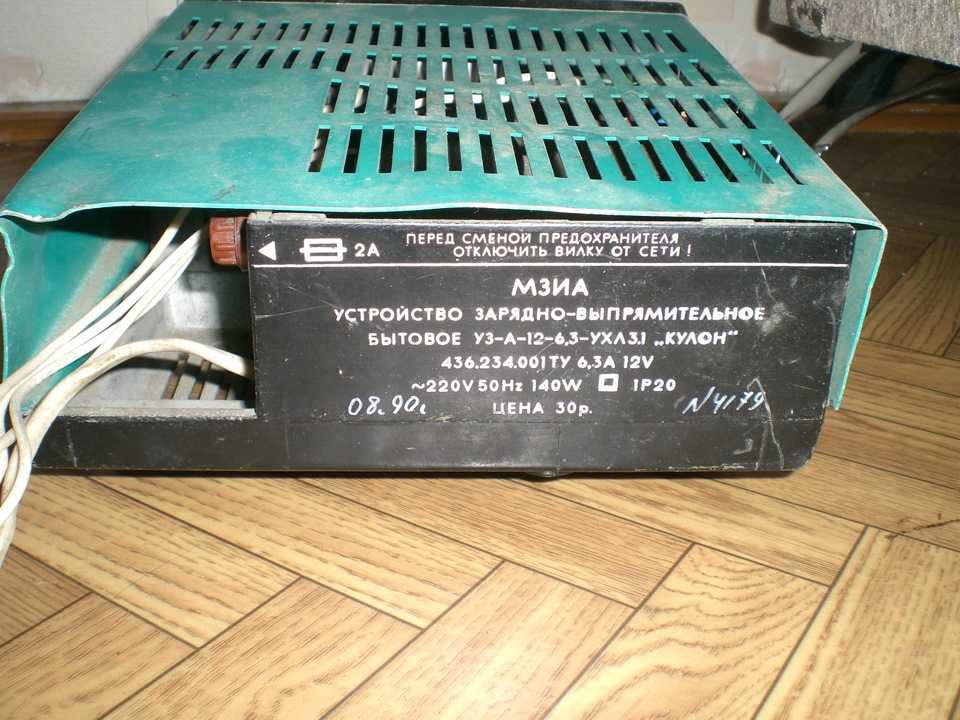 2А ПЕРЕД СМЕНОЙ ПРЕДОХРАНИТЕЛЯ
ОТКЛЮЧИТЬ ВИЛКУ ОТ СЕТИ !
МЗИА
УСТРОЙСТВО ЗАРЯДНО-ВЫПРЯМИТЕЛЬНОЕ
БЫТОВОЕ УЗ-А-12-6,3-УХЛ3.1 „КУЛОН“
436.234.001ТУ 6,3А 12V
~220V 50Hz 140W IP20
08.90г. ЦЕНА 30р. N4179